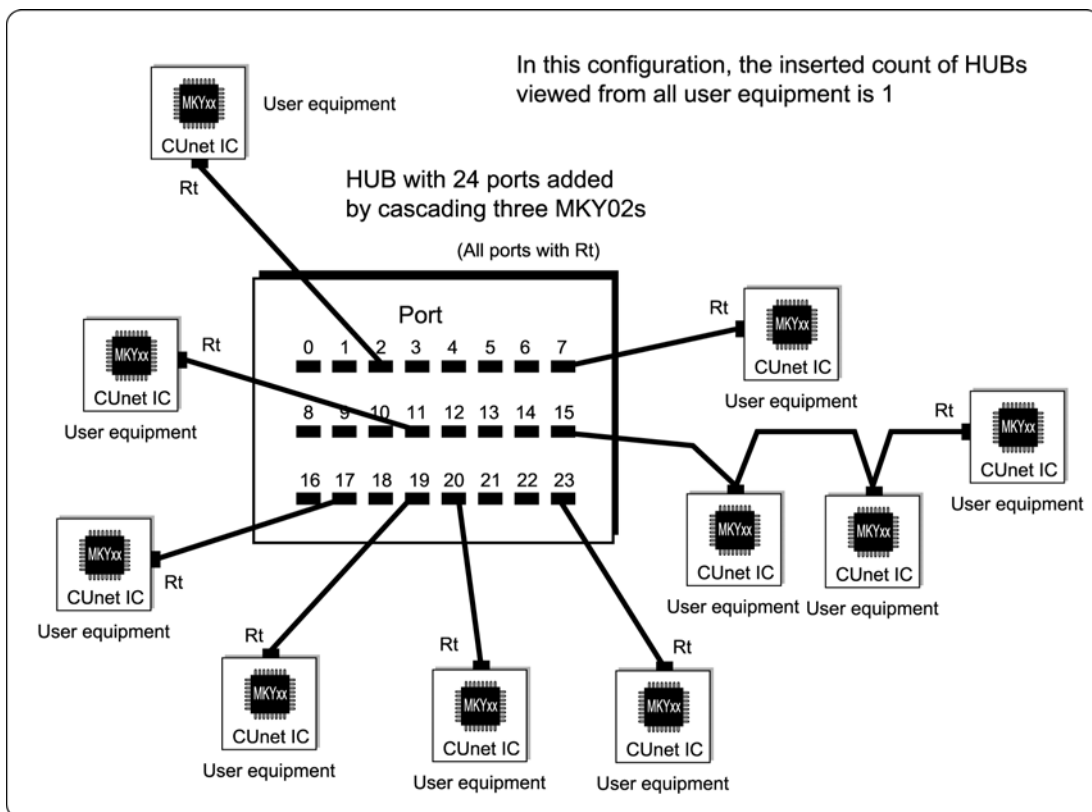 In this configuration, the inserted count of HUBs
viewed from all user equipment is 1
MKYxx
CUnet IC
User equipment
Rt
HUB with 24 ports added
by cascading three MKY02s
(All ports with Rt)
Port
0 1 2 3 4 5 6 7
8 9 10 11 12 13 14 15
16 17 18 19 20 21 22 23
MKYxx
CUnet IC
User equipment
Rt
MKYxx
CUnet IC
User equipment
Rt
MKYxx
CUnet IC
User equipment
Rt
MKYxx
CUnet IC
User equipment
MKYxx
CUnet IC
User equipment
MKYxx
CUnet IC
User equipment
Rt
Rt
MKYxx
CUnet IC
User equipment
Rt
MKYxx
CUnet IC
User equipment
Rt
MKYxx
CUnet IC
User equipment